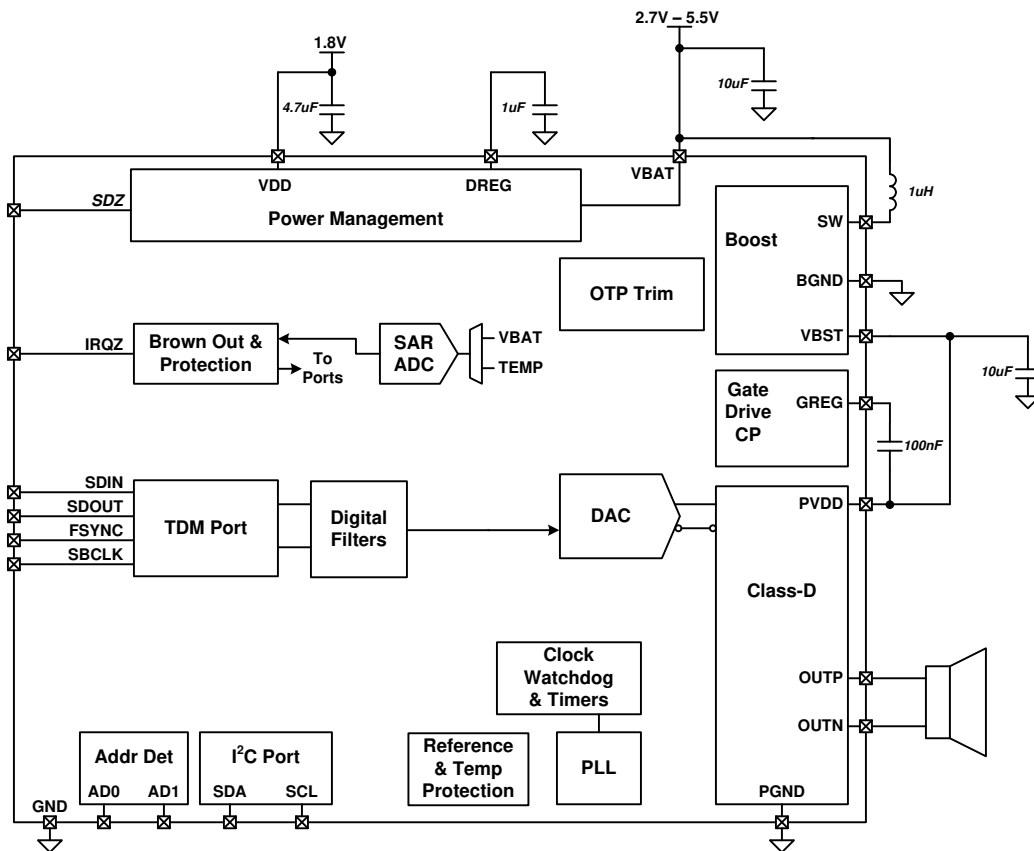 2.7V – 5.5V
1.8V
4.7uF
1uF
10uF
VDD
DREG
VBAT
SDZ
Power Management
1uH
SW
Boost
BGND
VBST
OTP Trim
IRQZ
Brown Out &
Protection
To
Ports
SAR
ADC
VBAT
TEMP
10uF
Gate
Drive
CP
GREG
100nF
SDIN
SDOUT
FSYNC
SBCLK
TDM Port
Digital
Filters
DAC
PVDD
Class-D
OUTP
OUTN
PGND
Clock
Watchdog
& Timers
PLL
Reference
& Temp
Protection
Addr Det
AD0
AD1
I²C Port
SDA
SCL
GND